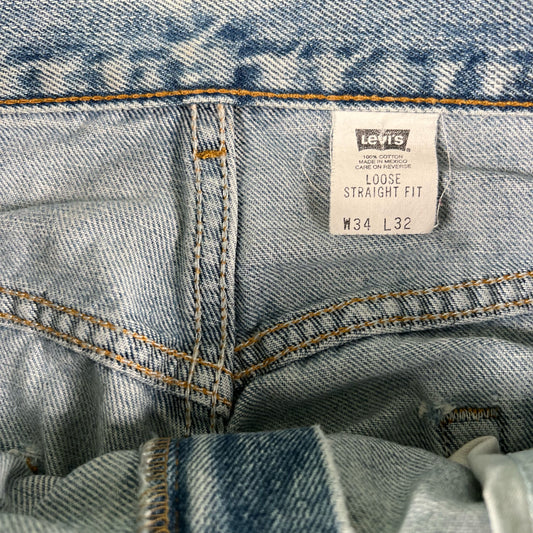 Levi's
100% COTTON
MADE IN MEXICO
CARE ON REVERSE
LOOSE
STRAIGHT FIT
W34 L32